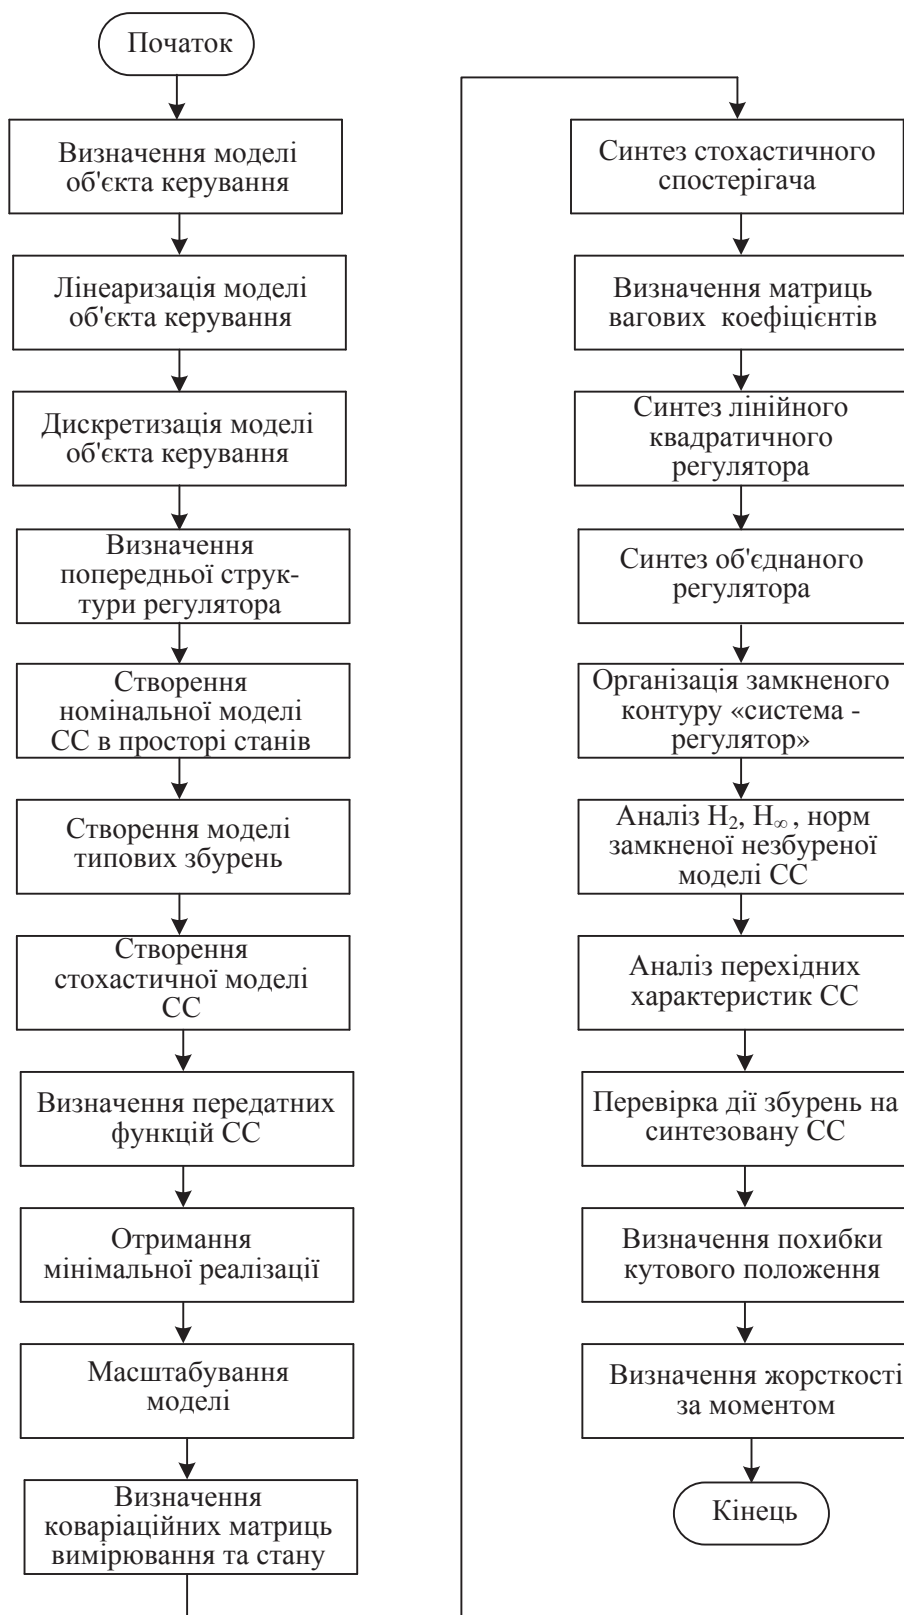 Початок
Визначення моделі
об'єкта керування
Лінеаризація моделі
об'єкта керування
Дискретизація моделі
об'єкта керування
Визначення
попередньої струк-
тури регулятора
Створення
номінальної моделі
СС в просторі станів
Створення моделі
типових збурень
Створення
стохастичної моделі
СС
Визначення передатних
функцій СС
Отримання
мінімальної реалізації
Масштабування
моделі
Визначення
коваріаційних матриць
вимірювання та стану
Синтез стохастичного
спостерігача
Визначення матриць
вагових коефіцієнтів
Синтез лінійного
квадратичного
регулятора
Синтез об'єднаного
регулятора
Організація замкненого
контуру «система -
регулятор»
Аналіз H₂, H∞ , норм
замкненої незбуреної
моделі СС
Аналіз перехідних
характеристик СС
Перевірка дії збурень на
синтезовану СС
Визначення похибки
кутового положення
Визначення жорсткості
за моментом
Кінець